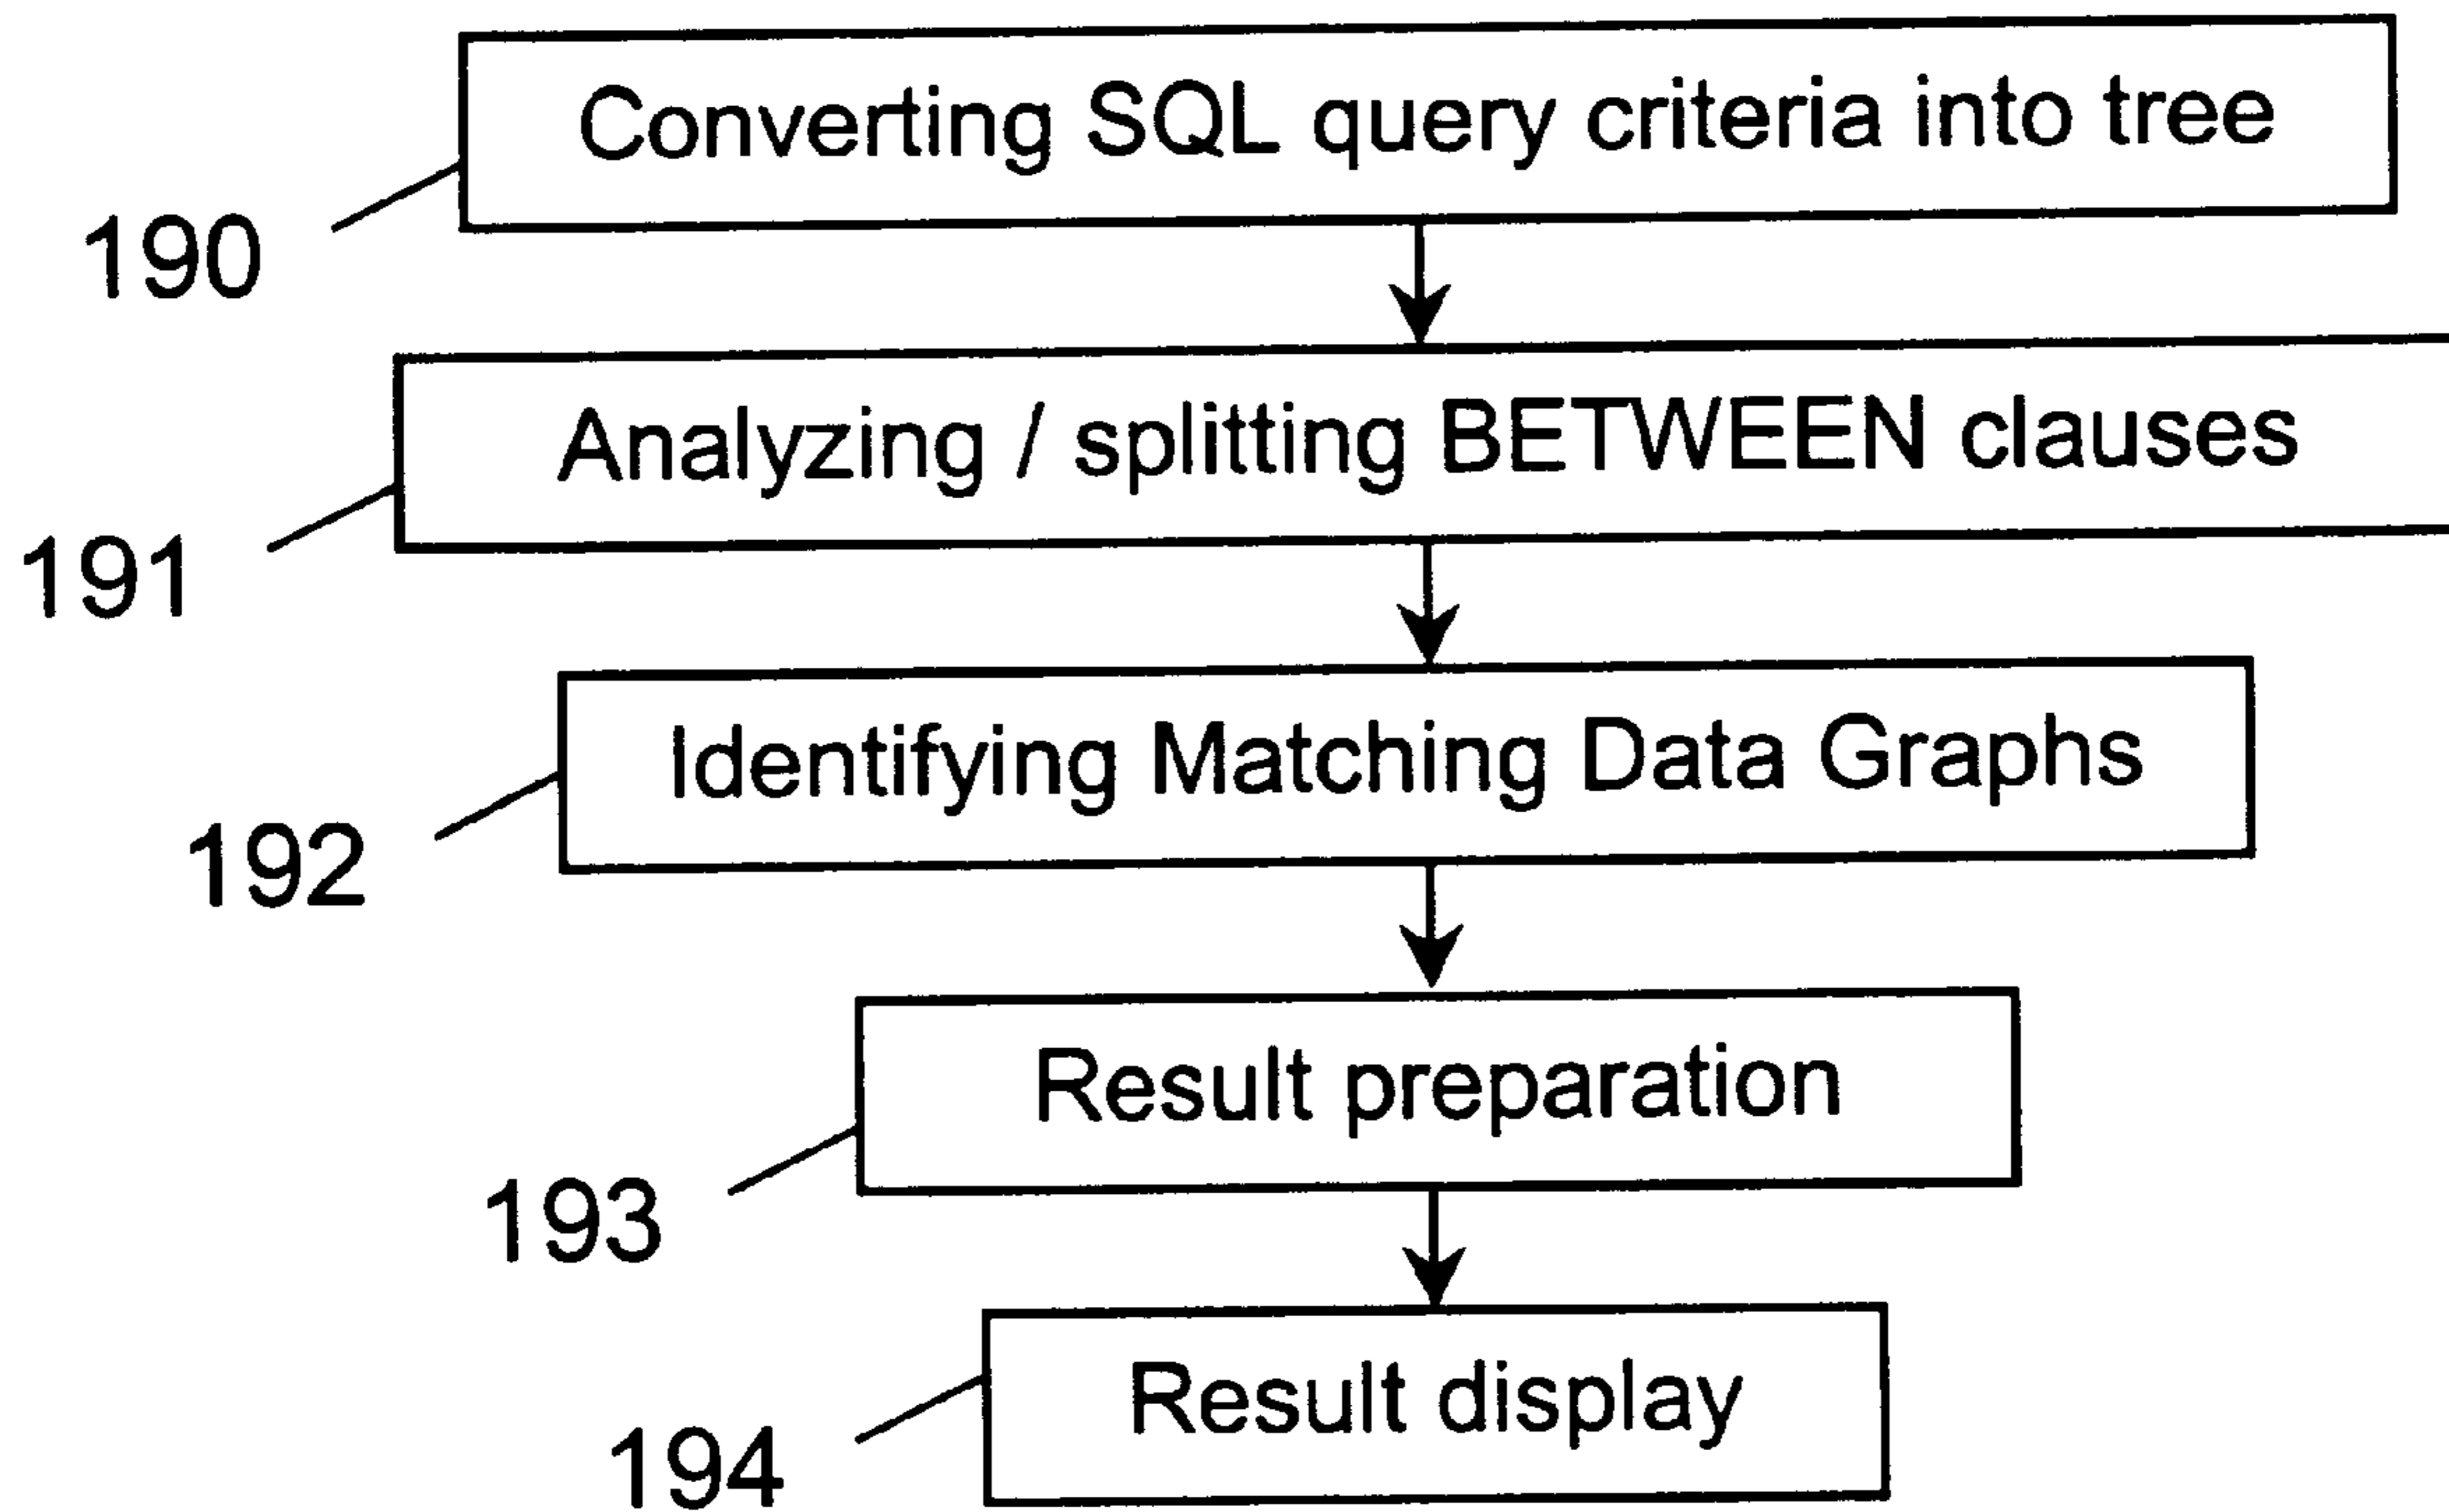 Converting SQL query criteria into tree
190
Analyzing / splitting BETWEEN clauses
191
Identifying Matching Data Graphs
192
Result preparation
193
Result display
194